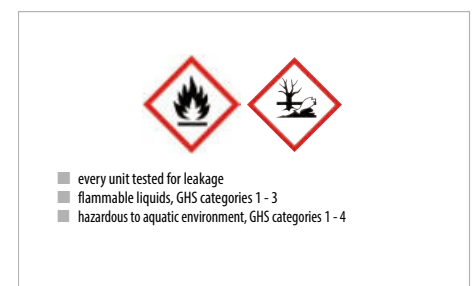 every unit tested for leakage
flammable liquids, GHS categories 1 - 3
hazardous to aquatic environment, GHS categories 1 - 4